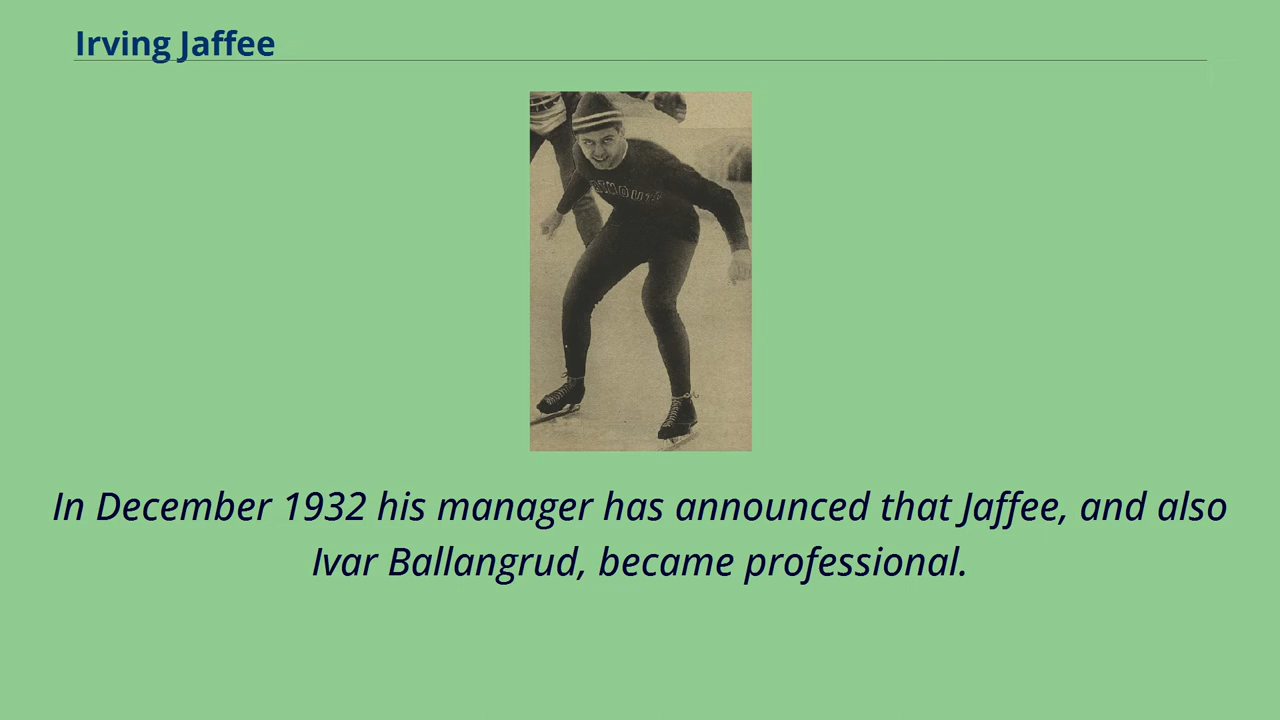 Irving Jaffee
In December 1932 his manager has announced that Jaffee, and also
Ivar Ballangrud, became professional.